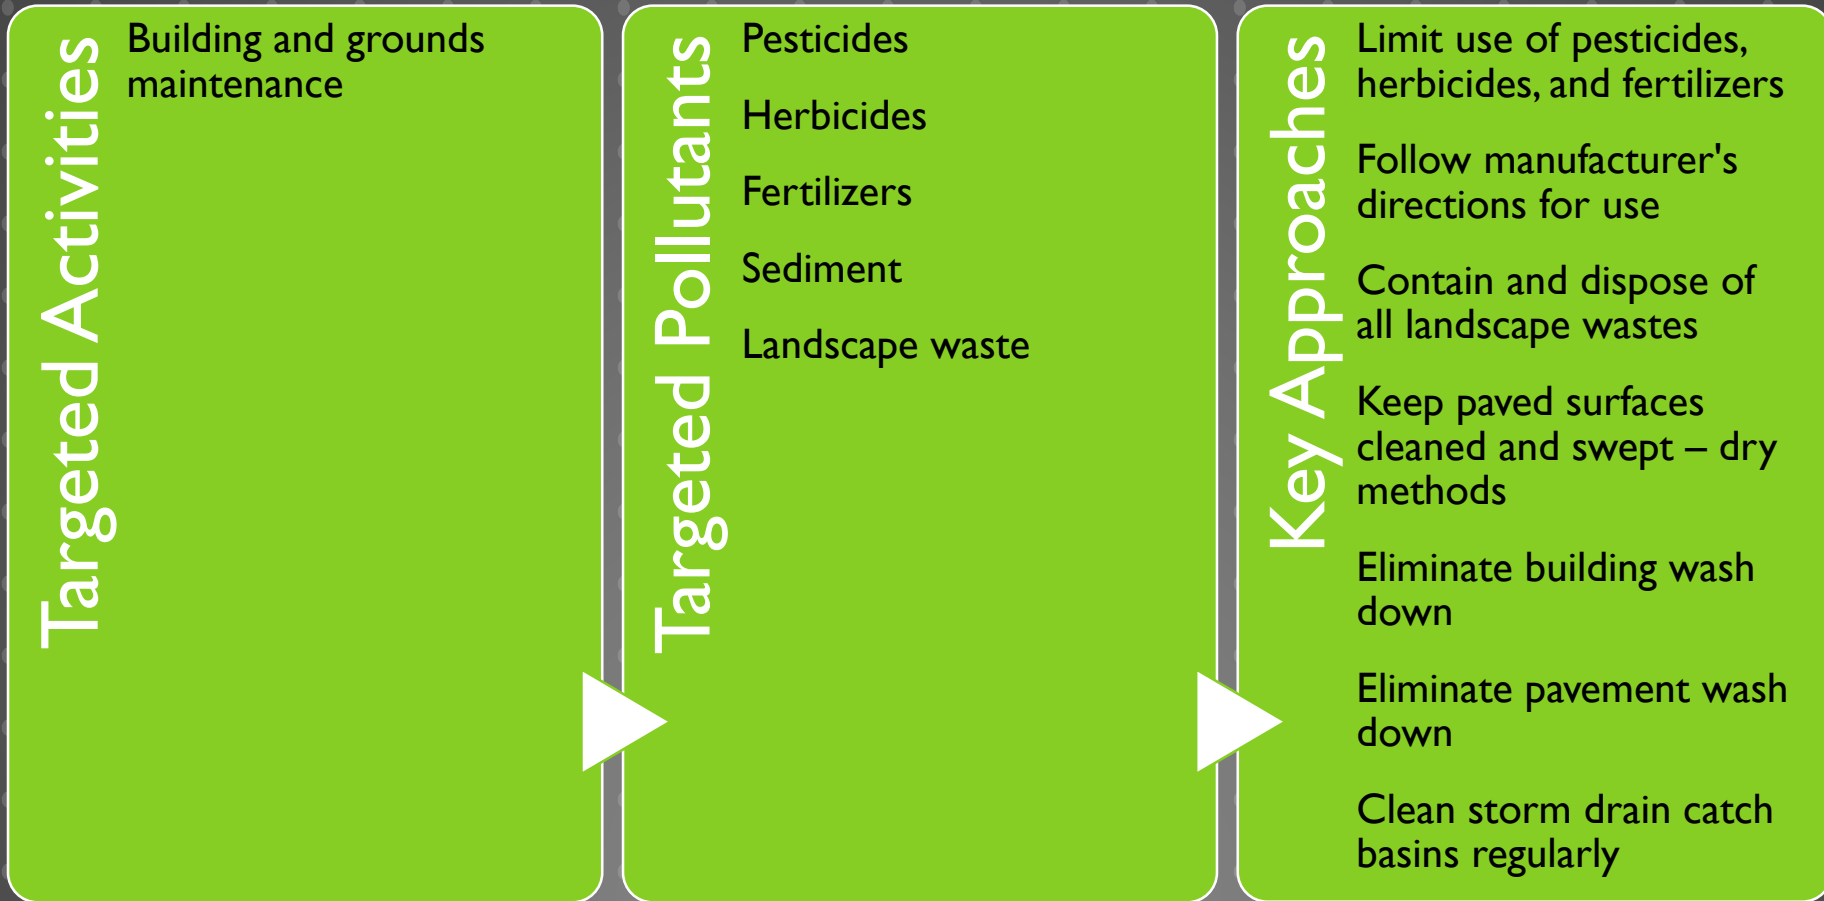 Targeted Activities
Building and grounds
maintenance
Targeted Pollutants
Pesticides
Herbicides
Fertilizers
Sediment
Landscape waste
Key Approaches
Limit use of pesticides,
herbicides, and fertilizers
Follow manufacturer's
directions for use
Contain and dispose of
all landscape wastes
Keep paved surfaces
cleaned and swept – dry
methods
Eliminate building wash
down
Eliminate pavement wash
down
Clean storm drain catch
basins regularly